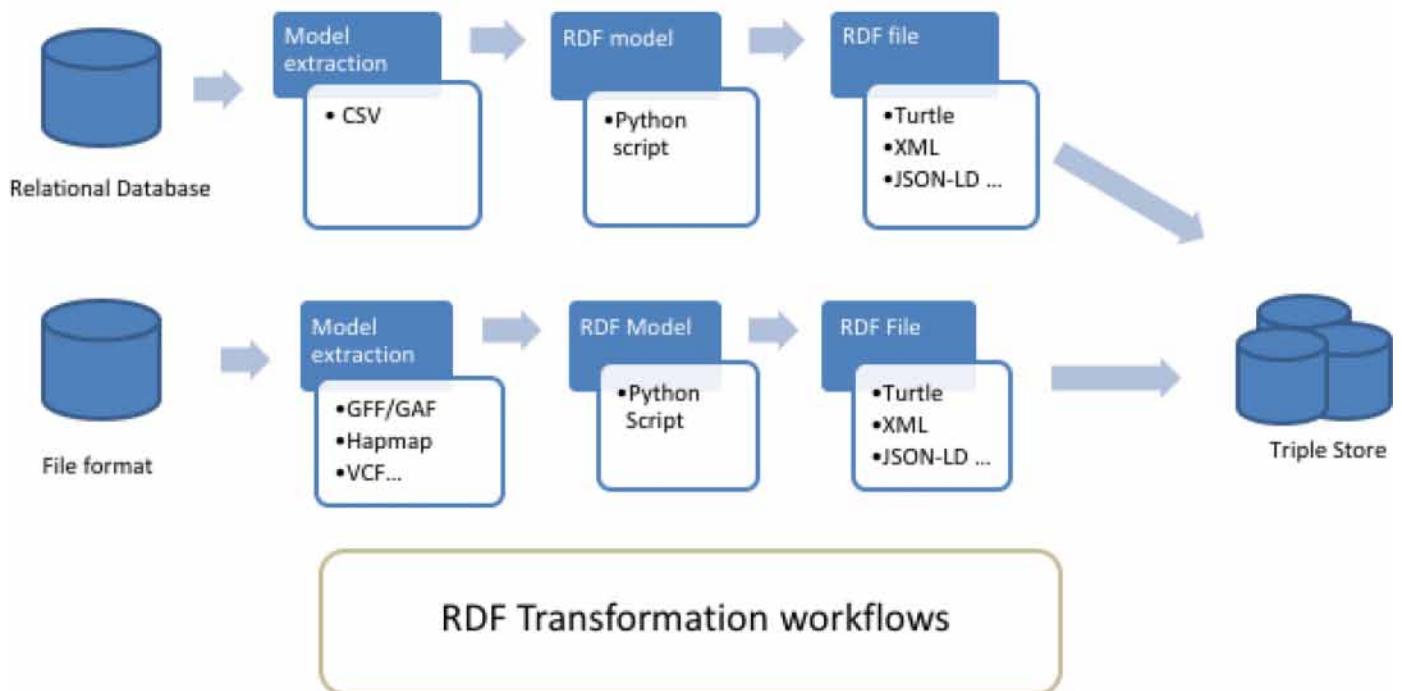 Model
extraction
RDF model
RDF file
• CSV
•Python
script
•Turtle
•XML
•JSON-LD ...
Relational Database
Model
extraction
RDF Model
RDF File
•GFF/GAF
•Hapmap
•VCF...
•Python
Script
•Turtle
•XML
•JSON-LD ...
File format
Triple Store
RDF Transformation workflows